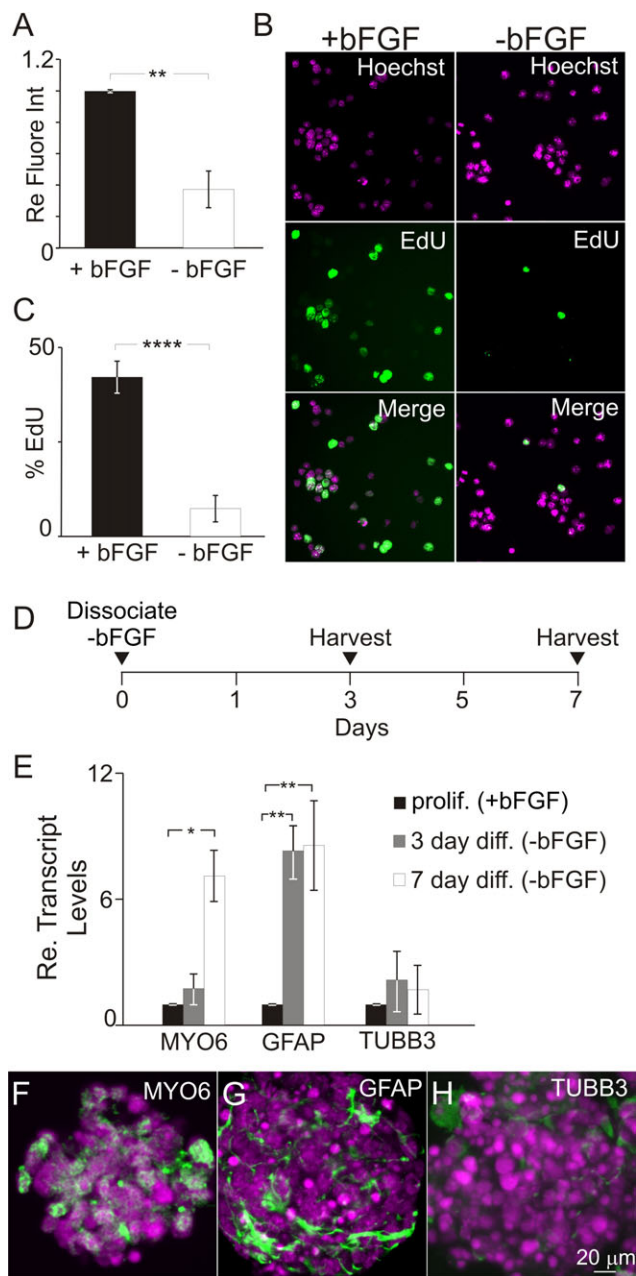 A
1.2
**
Re Fluore Int
0
+ bFGF - bFGF
B
+bFGF -bFGF
Hoechst Hoechst
EdU EdU
Merge Merge
C
50
****
% EdU
0
+ bFGF - bFGF
D
Dissociate
-bFGF Harvest Harvest
0 1 3 5 7
Days
E
12
6
0
Re. Transcript
Levels
*
**
**
prolif. (+bFGF)
3 day diff. (-bFGF)
7 day diff. (-bFGF)
MYO6 GFAP TUBB3
F MYO6
G GFAP
H TUBB3
20 μm